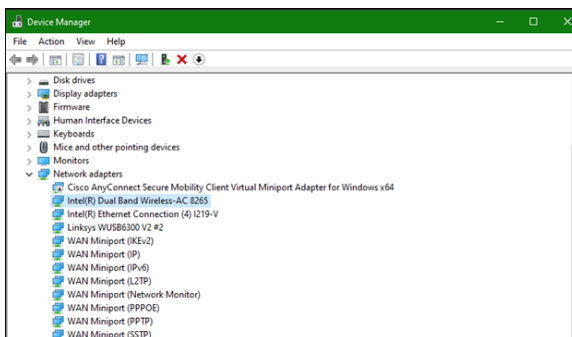 Device Manager
File Action View Help
Disk drives
Display adapters
Firmware
Human Interface Devices
Keyboards
Mice and other pointing devices
Monitors
Network adapters
Cisco AnyConnect Secure Mobility Client Virtual Miniport Adapter for Windows x64
Intel(R) Dual Band Wireless-AC 8265
Intel(R) Ethernet Connection (4) I219-V
Linksys WUSB6300 V2 #2
WAN Miniport (IKEv2)
WAN Miniport (IP)
WAN Miniport (IPv6)
WAN Miniport (L2TP)
WAN Miniport (Network Monitor)
WAN Miniport (PPPOE)
WAN Miniport (PPTP)
WAN Miniport (SSTP)